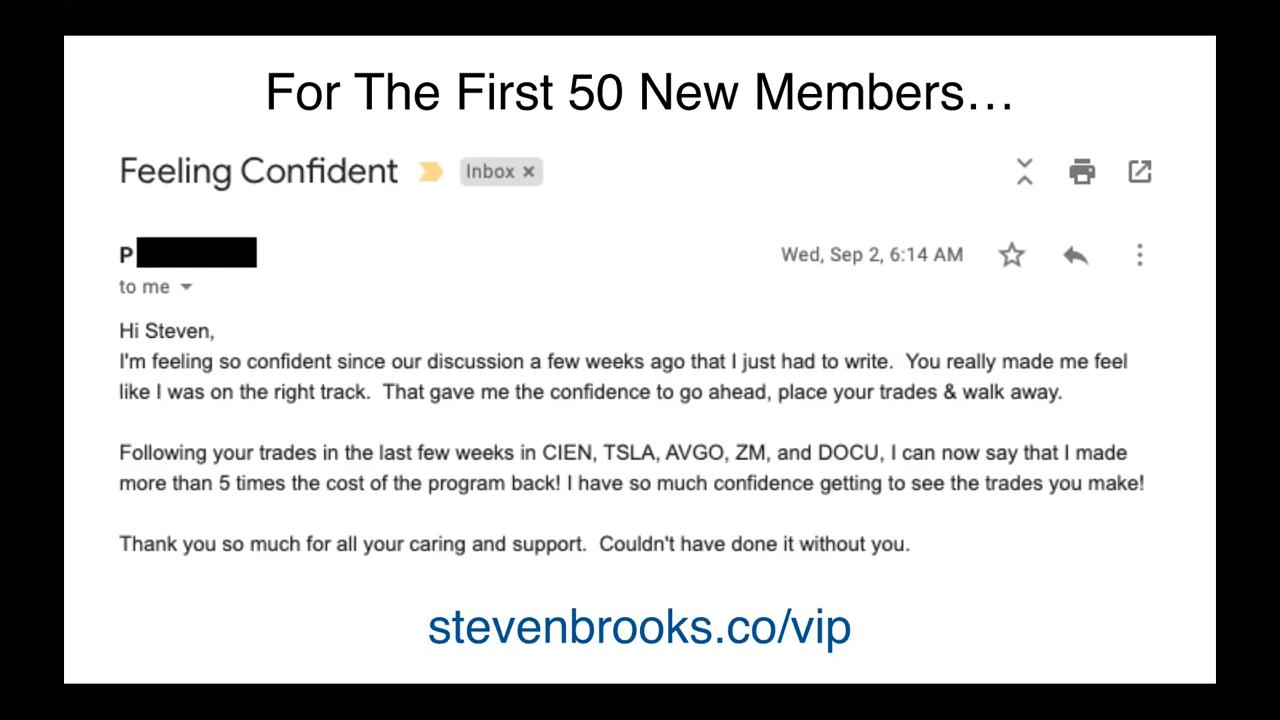 For The First 50 New Members…
Feeling Confident
Inbox ×
P
Wed, Sep 2, 6:14 AM
to me
Hi Steven,
I'm feeling so confident since our discussion a few weeks ago that I just had to write.  You really made me feel
like I was on the right track.  That gave me the confidence to go ahead, place your trades & walk away.
Following your trades in the last few weeks in CIEN, TSLA, AVGO, ZM, and DOCU, I can now say that I made
more than 5 times the cost of the program back! I have so much confidence getting to see the trades you make!
Thank you so much for all your caring and support.  Couldn't have done it without you.
stevenbrooks.co/vip